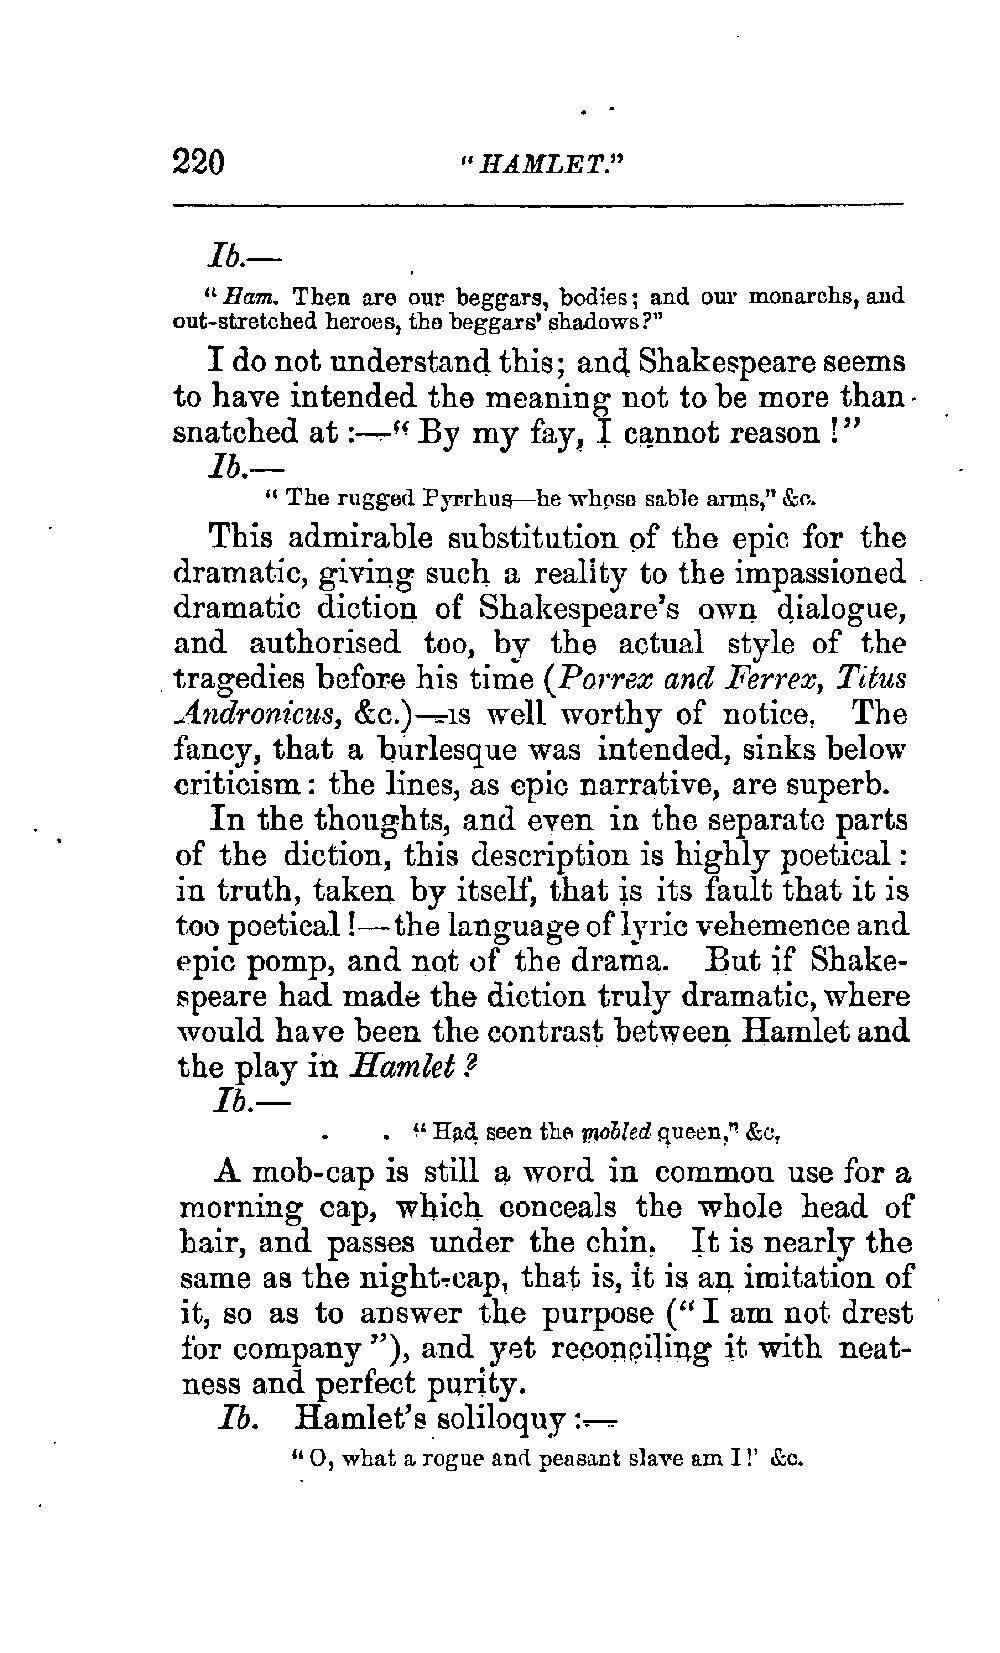 220 "HAMLET."
Ib.—
"Ham. Then are our beggars, bodies; and our monarchs, and
out-stretched heroes, the beggars' shadows?"
I do not understand this; and Shakespeare seems
to have intended the meaning not to be more than
snatched at:—"By my fay, I cannot reason!"
Ib.—
"The rugged Pyrrhus—he whose sable arms," &c.
This admirable substitution of the epic for the
dramatic, giving such a reality to the impassioned
dramatic diction of Shakespeare's own dialogue,
and authorised too, by the actual style of the
tragedies before his time (Porrex and Ferrex, Titus
Andronicus, &c.)—is well worthy of notice. The
fancy, that a burlesque was intended, sinks below
criticism: the lines, as epic narrative, are superb.
In the thoughts, and even in the separate parts
of the diction, this description is highly poetical:
in truth, taken by itself, that is its fault that it is
too poetical!—the language of lyric vehemence and
epic pomp, and not of the drama. But if Shake-
speare had made the diction truly dramatic, where
would have been the contrast between Hamlet and
the play in Hamlet?
Ib.—
. . "Had seen the mobled queen," &c.
A mob-cap is still a word in common use for a
morning cap, which conceals the whole head of
hair, and passes under the chin. It is nearly the
same as the night-cap, that is, it is an imitation of
it, so as to answer the purpose ("I am not drest
for company"), and yet reconciling it with neat-
ness and perfect purity.
Ib. Hamlet's soliloquy:—
"O, what a rogue and peasant slave am I!' &c.